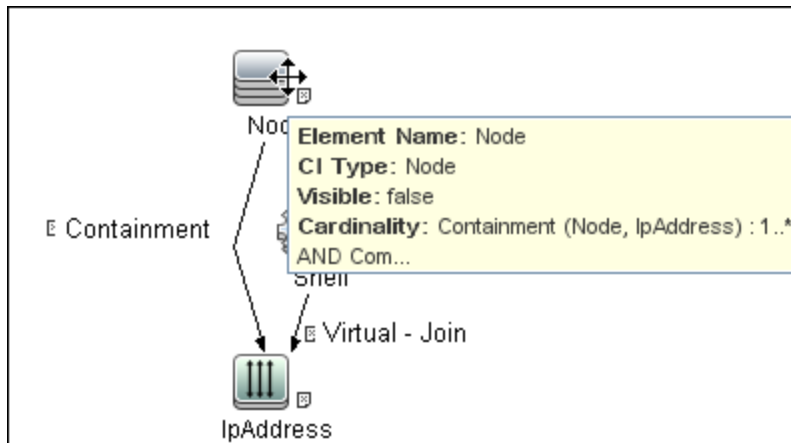 Nod
Element Name: Node
CI Type: Node
Visible: false
Cardinality: Containment (Node, IpAddress) : 1..*
AND Com...
Containment
Shell
Virtual - Join
IpAddress